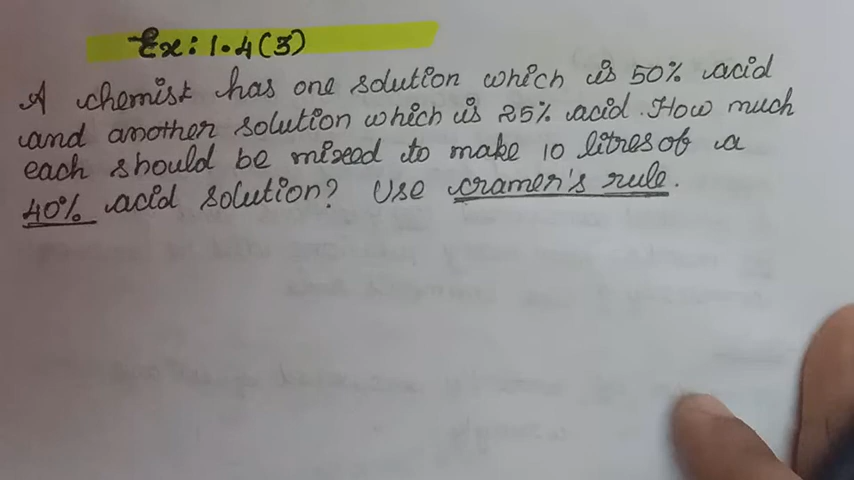 Ex: 1.4(3)
A chemist has one solution which is 50% acid
and another solution which is 25% acid. How much
each should be mixed to make 10 litres of a
40% acid solution? Use cramer's rule.